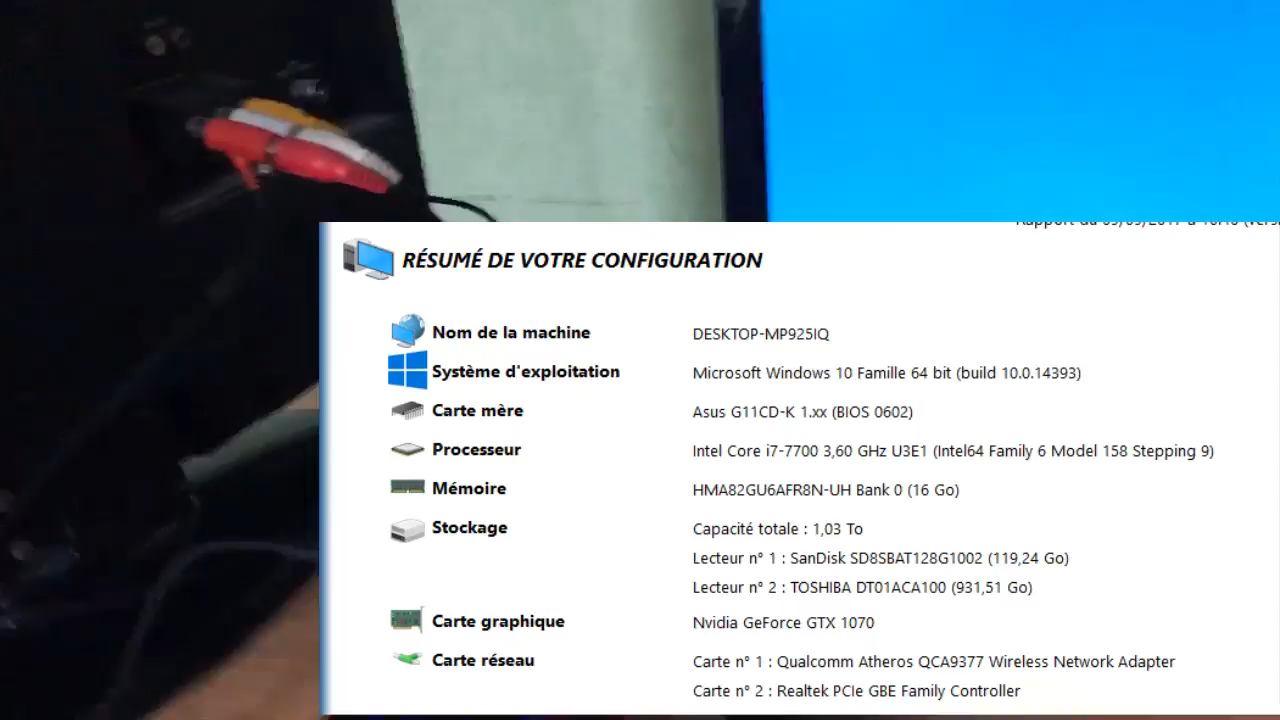 RÉSUMÉ DE VOTRE CONFIGURATION
Nom de la machine DESKTOP-MP925IQ
Système d'exploitation Microsoft Windows 10 Famille 64 bit (build 10.0.14393)
Carte mère Asus G11CD-K 1.xx (BIOS 0602)
Processeur Intel Core i7-7700 3,60 GHz U3E1 (Intel64 Family 6 Model 158 Stepping 9)
Mémoire HMA82GU6AFR8N-UH Bank 0 (16 Go)
Stockage Capacité totale : 1,03 To
Lecteur n° 1 : SanDisk SD8SBAT128G1002 (119,24 Go)
Lecteur n° 2 : TOSHIBA DT01ACA100 (931,51 Go)
Carte graphique Nvidia GeForce GTX 1070
Carte réseau Carte n° 1 : Qualcomm Atheros QCA9377 Wireless Network Adapter
Carte n° 2 : Realtek PCIe GBE Family Controller